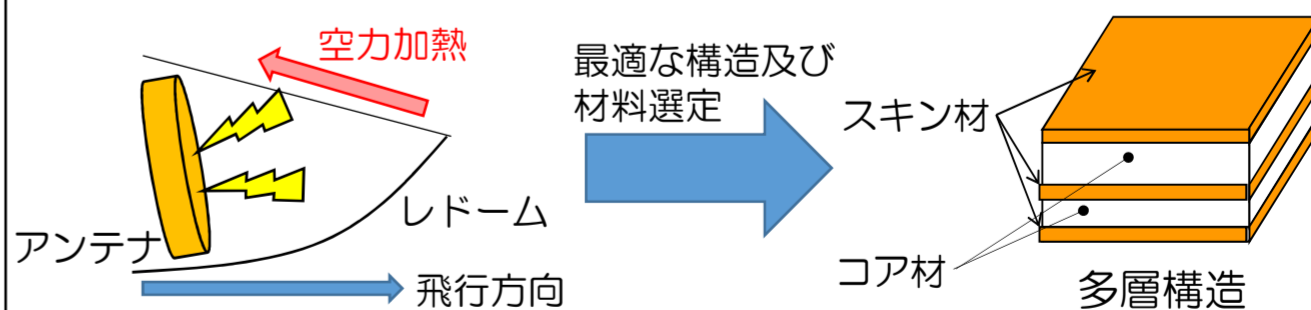 空力加熱
アンテナ
レドーム
飛行方向
最適な構造及び
材料選定
スキン材
コア材
多層構造